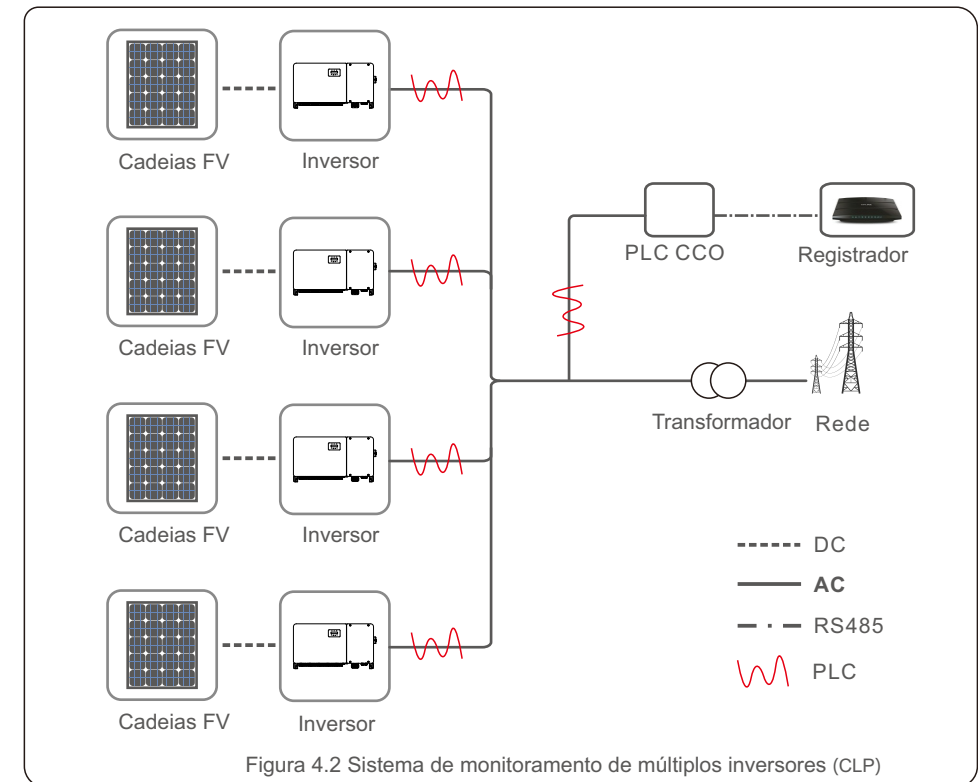 Cadeias FV
Inversor
PLC CCO
Registrador
Cadeias FV
Inversor
Transformador
Rede
Cadeias FV
Inversor
DC
AC
RS485
PLC
Cadeias FV
Inversor
Figura 4.2 Sistema de monitoramento de múltiplos inversores (CLP)